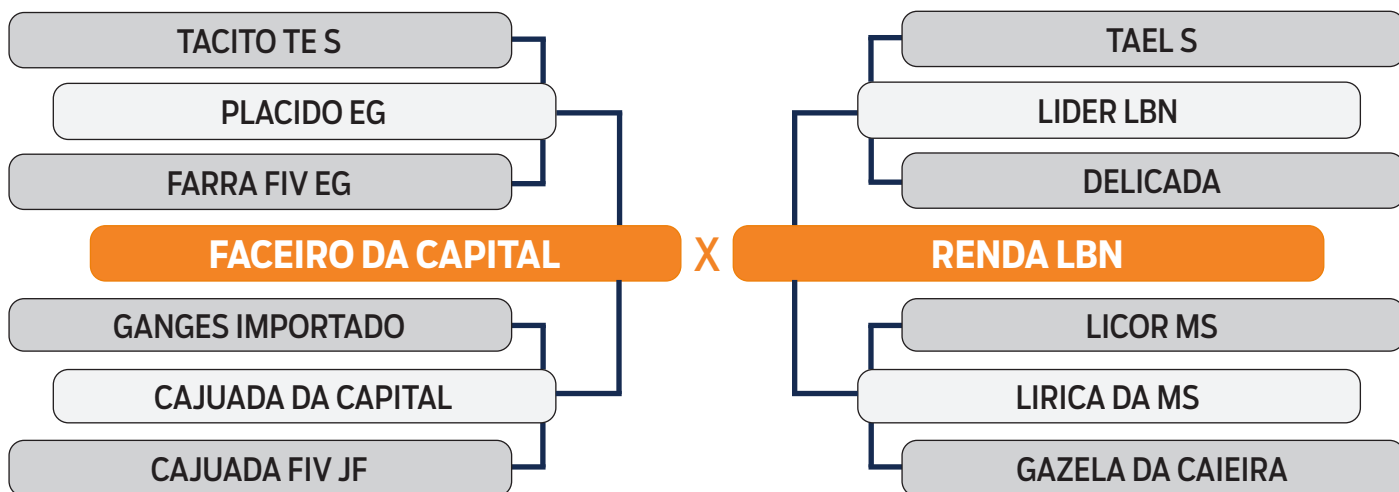 TACITO TE S
PLACIDO EG
FARRA FIV EG
FACEIRO DA CAPITAL
GANGES IMPORTADO
CAJUADA DA CAPITAL
CAJUADA FIV JF
X
TAEL S
LIDER LBN
DELICADA
RENDA LBN
LICOR MS
LIRICA DA MS
GAZELA DA CAIEIRA